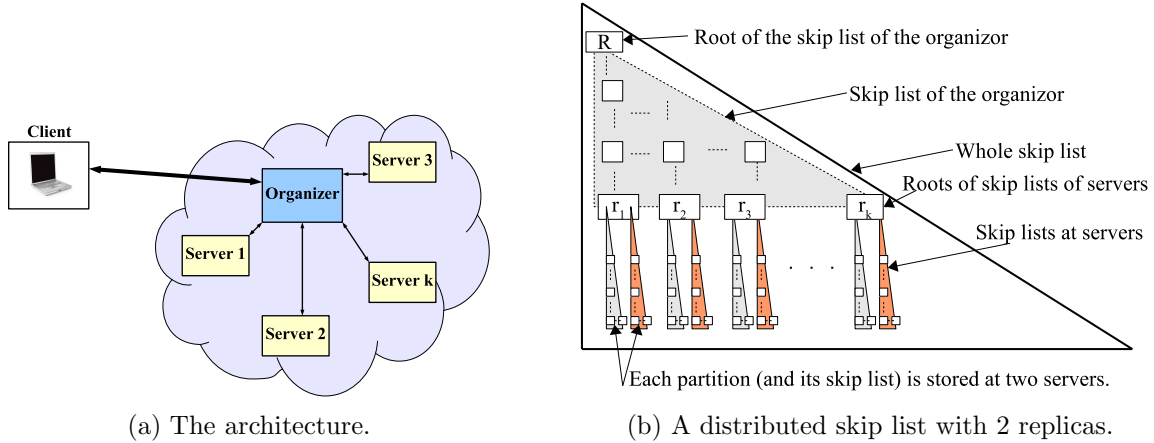 Client
Organizer
Server 3
Server 1
Server k
Server 2
(a) The architecture.
R
Root of the skip list of the organizor
Skip list of the organizor
Whole skip list
Roots of skip lists of servers
r1
r2
r3
rk
Skip lists at servers
. . .
Each partition (and its skip list) is stored at two servers.
(b) A distributed skip list with 2 replicas.